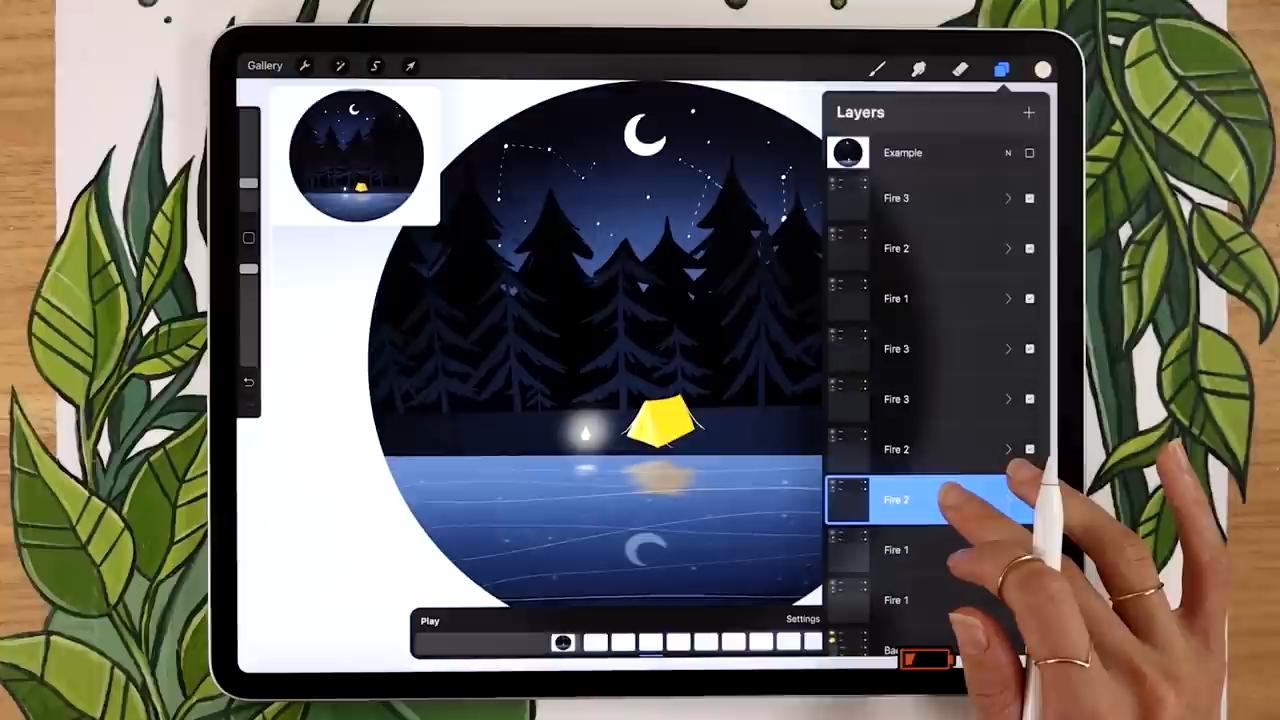 Gallery
Layers
Example N
Fire 3
Fire 2
Fire 1
Fire 3
Fire 3
Fire 2
Fire 2
Fire 1
Fire 1
Play
Settings